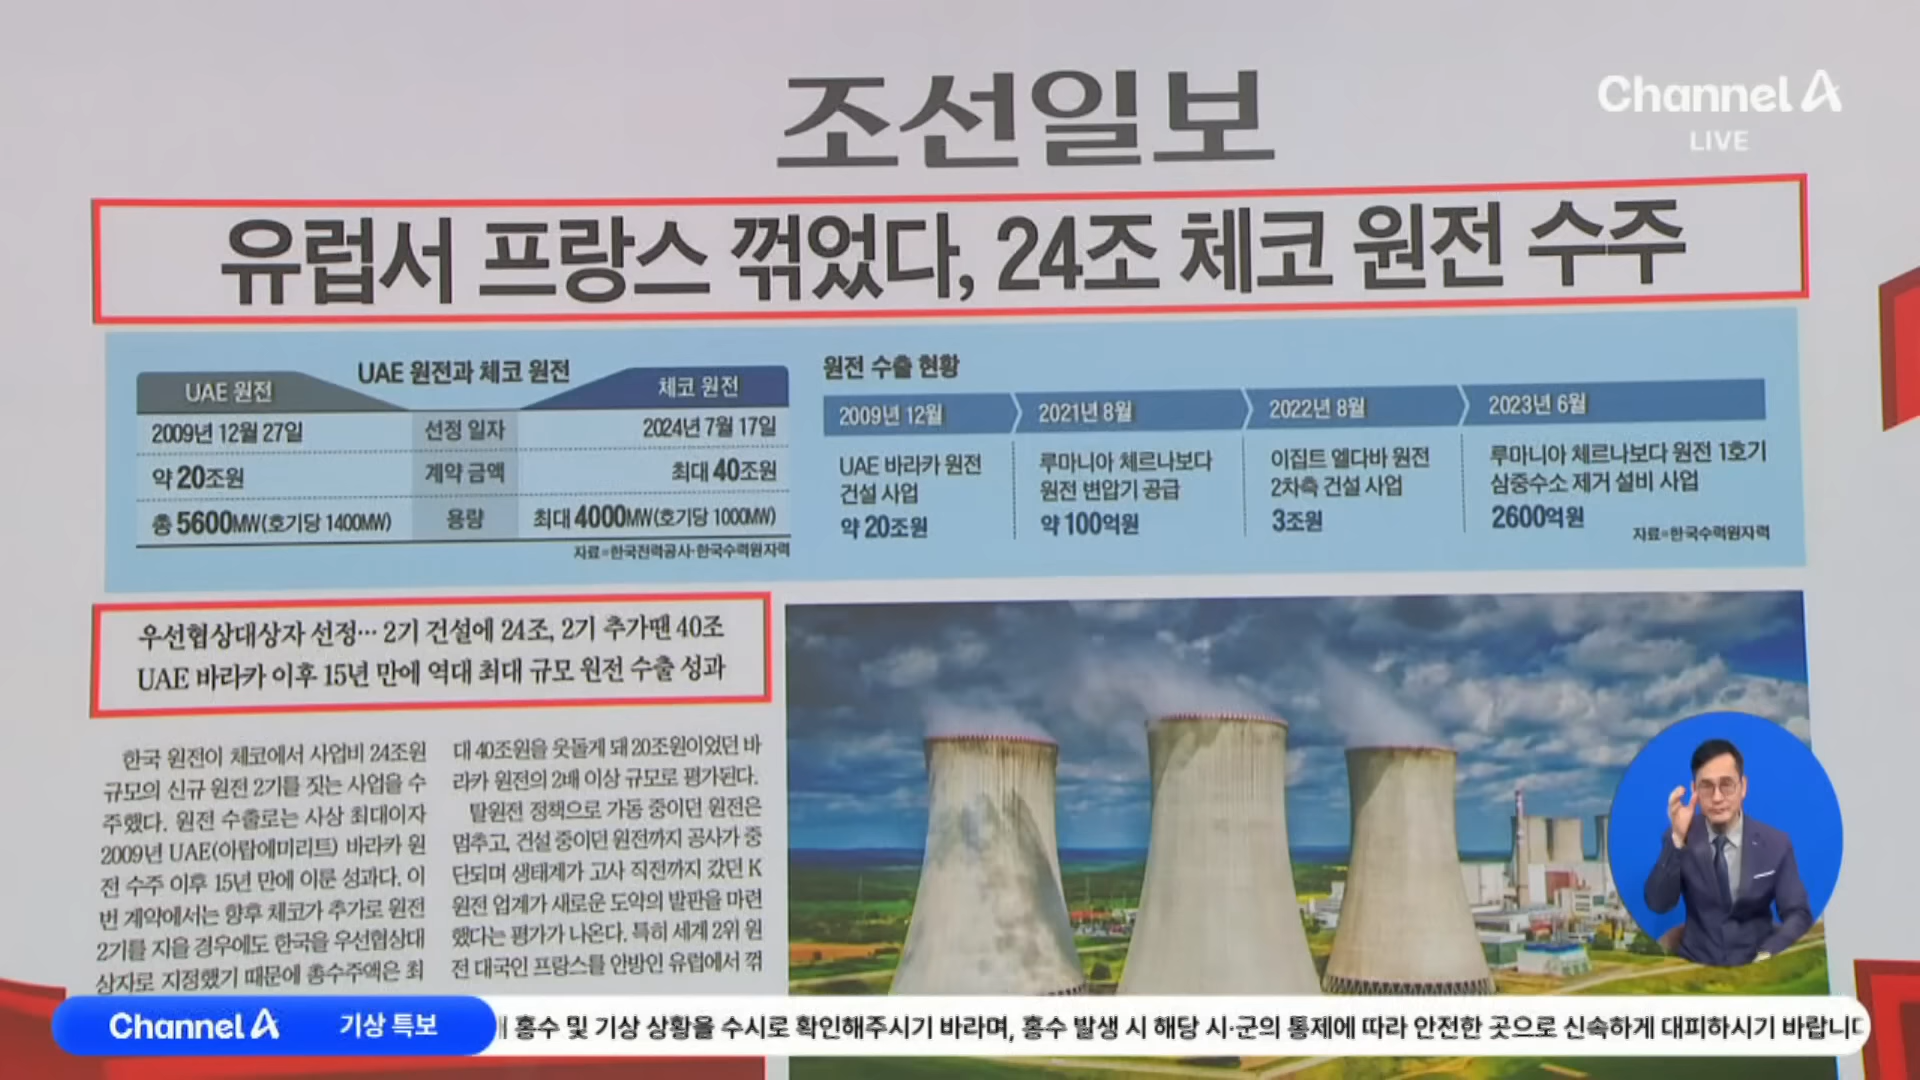 조선일보
Channel A
LIVE
유럽서 프랑스 꺾었다, 24조 체코 원전 수주
UAE 원전과 체코 원전
UAE 원전
체코 원전
2009년 12월 27일 선정 일자 2024년 7월 17일
약 20조원 계약 금액 최대 40조원
총 5600MW(호기당 1400MW) 용량 최대 4000MW(호기당 1000MW)
자료=한국전력공사·한국수력원자력
원전 수출 현황
2009년 12월
UAE 바라카 원전
건설 사업
약 20조원
2021년 8월
루마니아 체르나보다
원전 변압기 공급
약 100억원
2022년 8월
이집트 엘다바 원전
2차측 건설 사업
3조원
2023년 6월
루마니아 체르나보다 원전 1호기
삼중수소 제거 설비 사업
2600억원
자료=한국수력원자력
우선협상대상자 선정… 2기 건설에 24조, 2기 추가땐 40조
UAE 바라카 이후 15년 만에 역대 최대 규모 원전 수출 성과
한국 원전이 체코에서 사업비 24조원
규모의 신규 원전 2기를 짓는 사업을 수
주했다. 원전 수출로는 사상 최대이자
2009년 UAE(아랍에미리트) 바라카 원
전 수주 이후 15년 만에 이룬 성과다. 이
번 계약에서는 향후 체코가 추가로 원전
2기를 지을 경우에도 한국을 우선협상대
상자로 지정했기 때문에 총수주액은 최
대 40조원을 웃돌게 돼 20조원이었던 바
라카 원전의 2배 이상 규모로 평가된다.
탈원전 정책으로 가동 중이던 원전은
멈추고, 건설 중이던 원전까지 공사가 중
단되며 생태계가 고사 직전까지 갔던 K
원전 업계가 새로운 도약의 발판을 마련
했다는 평가가 나온다. 특히 세계 2위 원
전 대국인 프랑스를 안방인 유럽에서 꺾
Channel A 기상 특보
홍수 및 기상 상황을 수시로 확인해주시기 바라며, 홍수 발생 시 해당 시·군의 통제에 따라 안전한 곳으로 신속하게 대피하시기 바랍니다